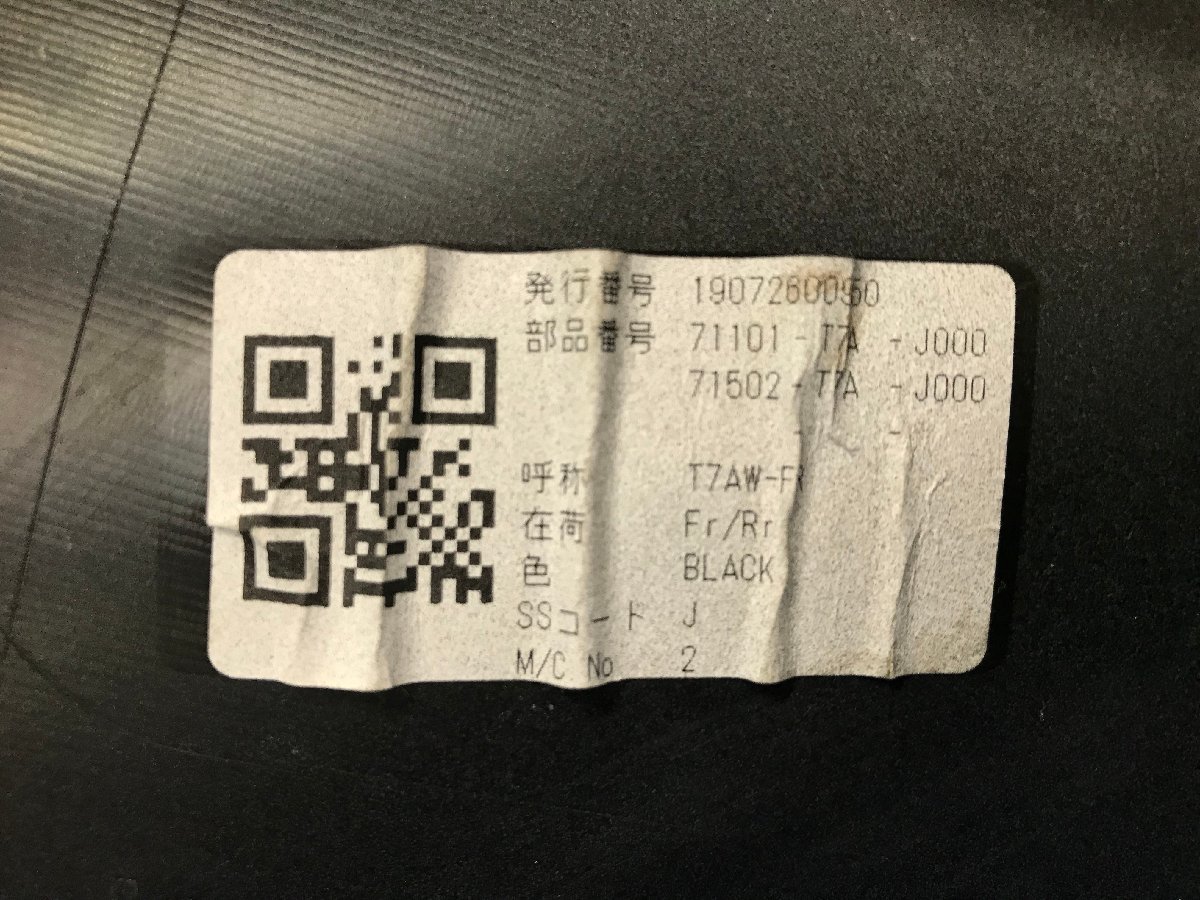 発行番号 1907260050
部品番号 71101-T7A -J000
71502-T7A -J000
- -
呼称 T7AW-FR
在荷 Fr/Rr
色 BLACK
SSコード J
M/C No 2